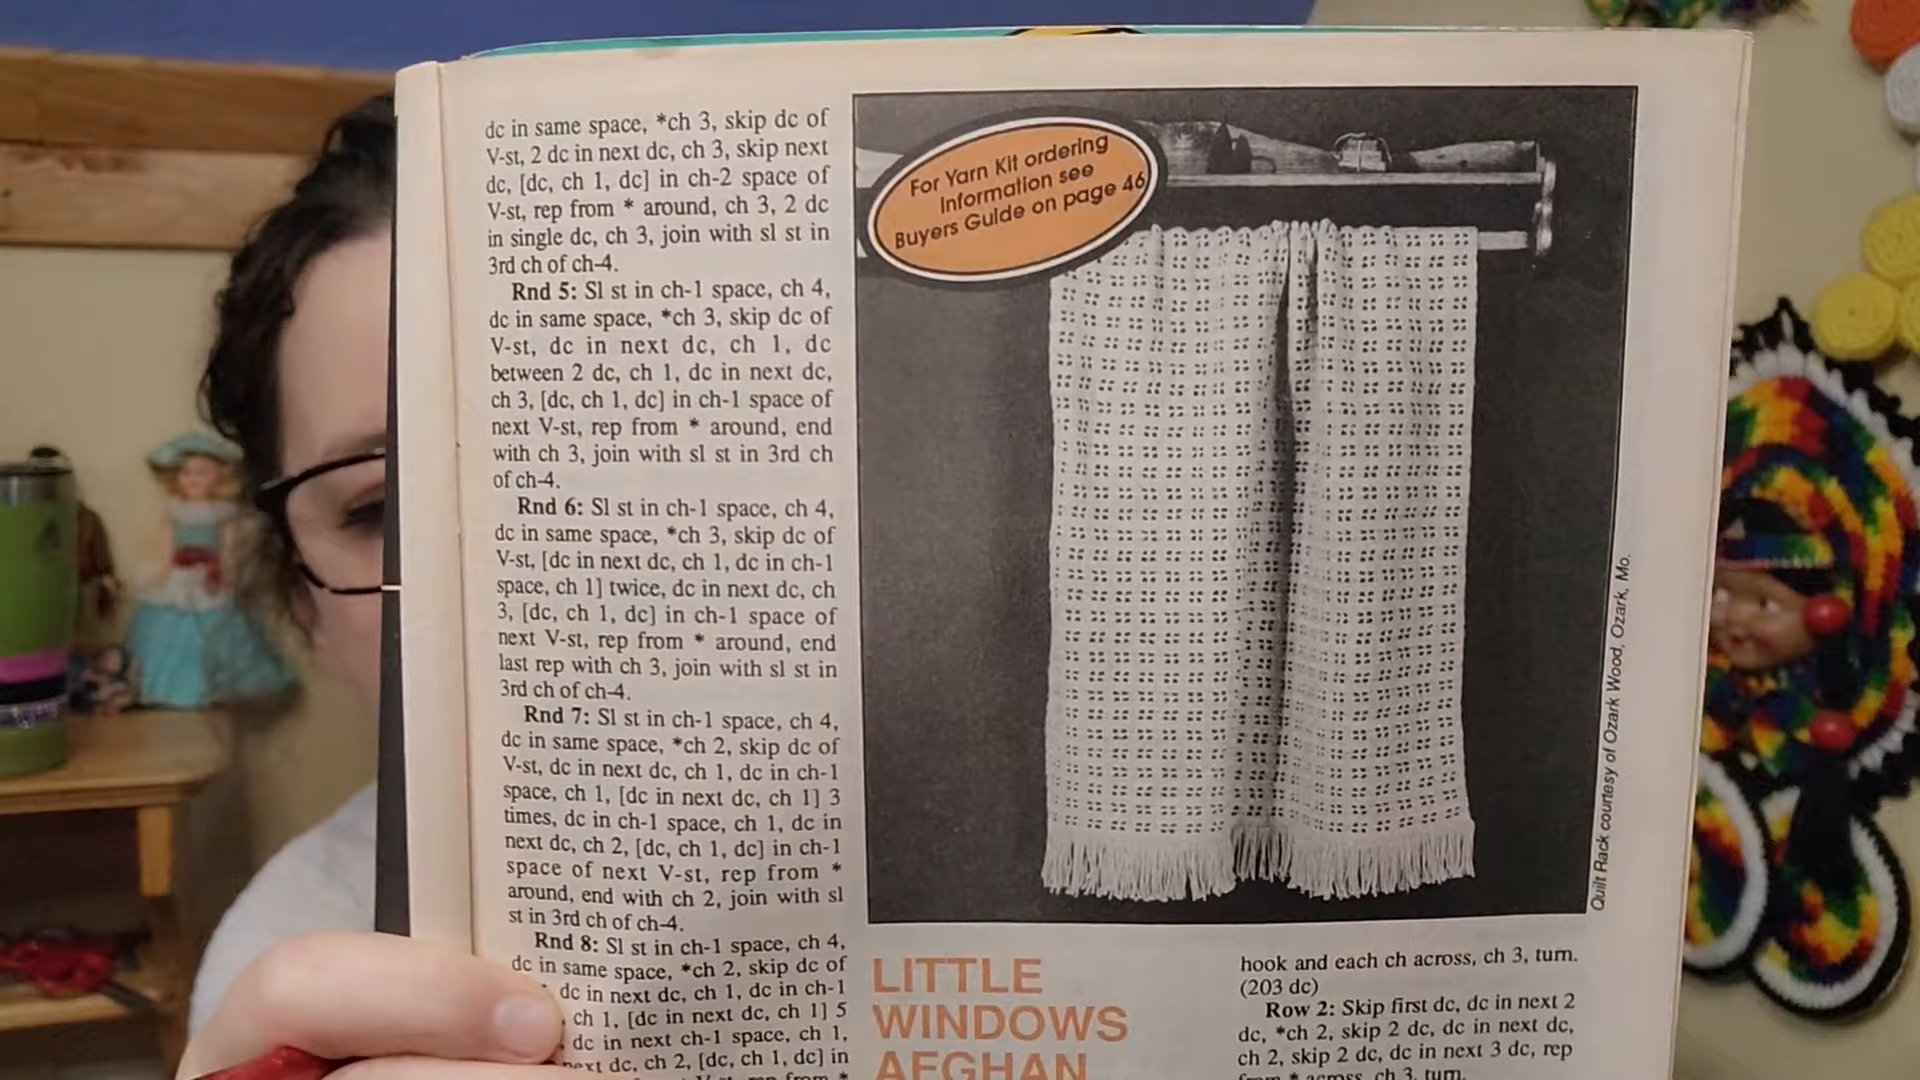 dc in same space, *ch 3, skip dc of
V-st, 2 dc in next dc, ch 3, skip next
dc, [dc, ch 1, dc] in ch-2 space of
V-st, rep from * around, ch 3, 2 dc
in single dc, ch 3, join with sl st in
3rd ch of ch-4.
Rnd 5: Sl st in ch-1 space, ch 4,
dc in same space, *ch 3, skip dc of
V-st, dc in next dc, ch 1, dc
between 2 dc, ch 1, dc in next dc,
ch 3, [dc, ch 1, dc] in ch-1 space of
next V-st, rep from * around, end
with ch 3, join with sl st in 3rd ch
of ch-4.
Rnd 6: Sl st in ch-1 space, ch 4,
dc in same space, *ch 3, skip dc of
V-st, [dc in next dc, ch 1, dc in ch-1
space, ch 1] twice, dc in next dc, ch
3, [dc, ch 1, dc] in ch-1 space of
next V-st, rep from * around, end
last rep with ch 3, join with sl st in
3rd ch of ch-4.
Rnd 7: Sl st in ch-1 space, ch 4,
dc in same space, *ch 2, skip dc of
V-st, dc in next dc, ch 1, dc in ch-1
space, ch 1, [dc in next dc, ch 1] 3
times, dc in ch-1 space, ch 1, dc in
next dc, ch 2, [dc, ch 1, dc] in ch-1
space of next V-st, rep from *
around, end with ch 2, join with sl
st in 3rd ch of ch-4.
Rnd 8: Sl st in ch-1 space, ch 4,
dc in same space, *ch 2, skip dc of
dc in next dc, ch 1, dc in ch-1
ch 1, [dc in next dc, ch 1] 5
dc in next ch-1 space, ch 1,
next dc, ch 2, [dc, ch 1, dc] in
For Yarn Kit ordering
Information see
Buyers Guide on page 46
Quilt Rack courtesy of Ozark Wood, Ozark, Mo.
LITTLE
WINDOWS
AFGHAN
hook and each ch across, ch 3, turn.
(203 dc)
Row 2: Skip first dc, dc in next 2
dc, *ch 2, skip 2 dc, dc in next dc,
ch 2, skip 2 dc, dc in next 3 dc, rep
from * across, ch 3, turn.